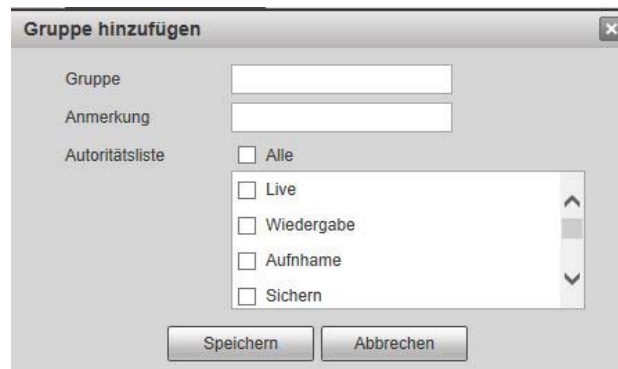 Gruppe hinzufügen
Gruppe
Anmerkung
Autoritätsliste
Alle
Live
Wiedergabe
Aufnhame
Sichern
Speichern
Abbrechen